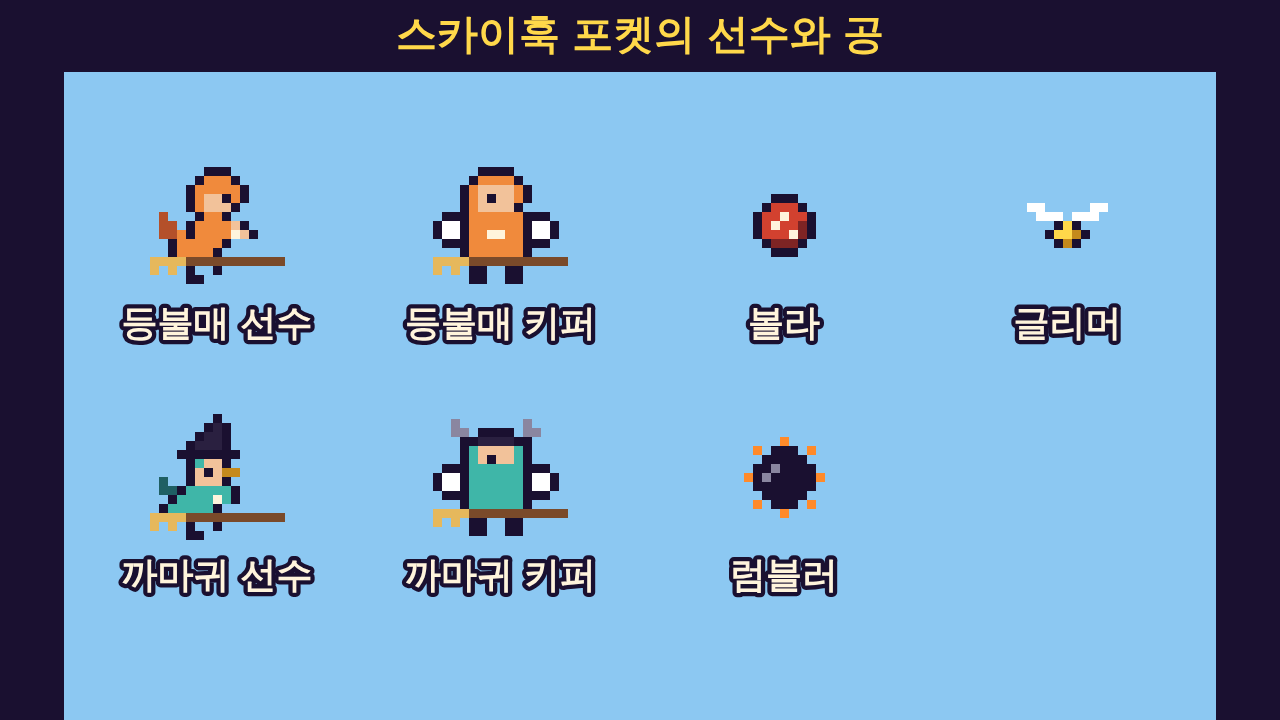 스카이훅 포켓의 선수와 공
등불매 선수
등불매 키퍼
볼라
글리머
까마귀 선수
까마귀 키퍼
럼블러